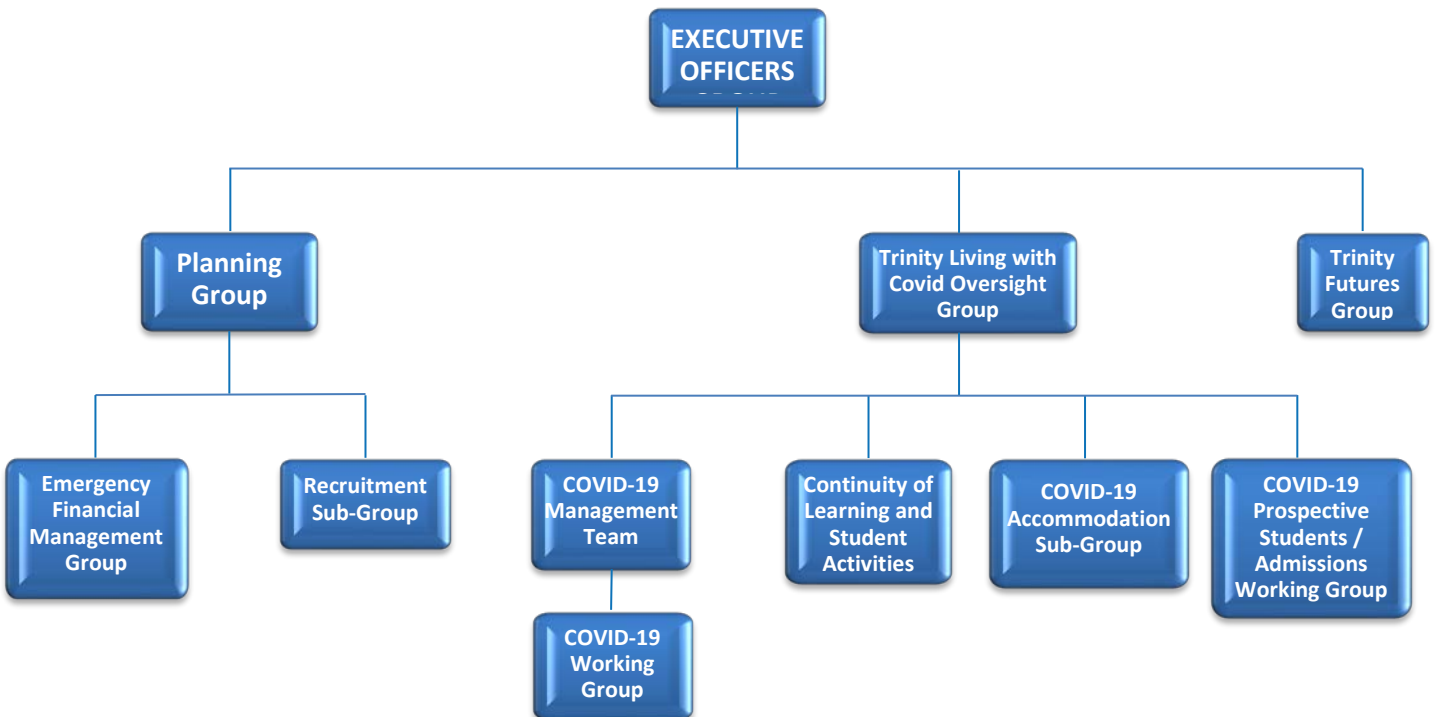 EXECUTIVE
OFFICERS
Planning
Group
Trinity Living with
Covid Oversight
Group
Trinity
Futures
Group
Emergency
Financial
Management
Group
Recruitment
Sub-Group
COVID-19
Management
Team
Continuity of
Learning and
Student
Activities
COVID-19
Accommodation
Sub-Group
COVID-19
Prospective
Students /
Admissions
Working Group
COVID-19
Working
Group